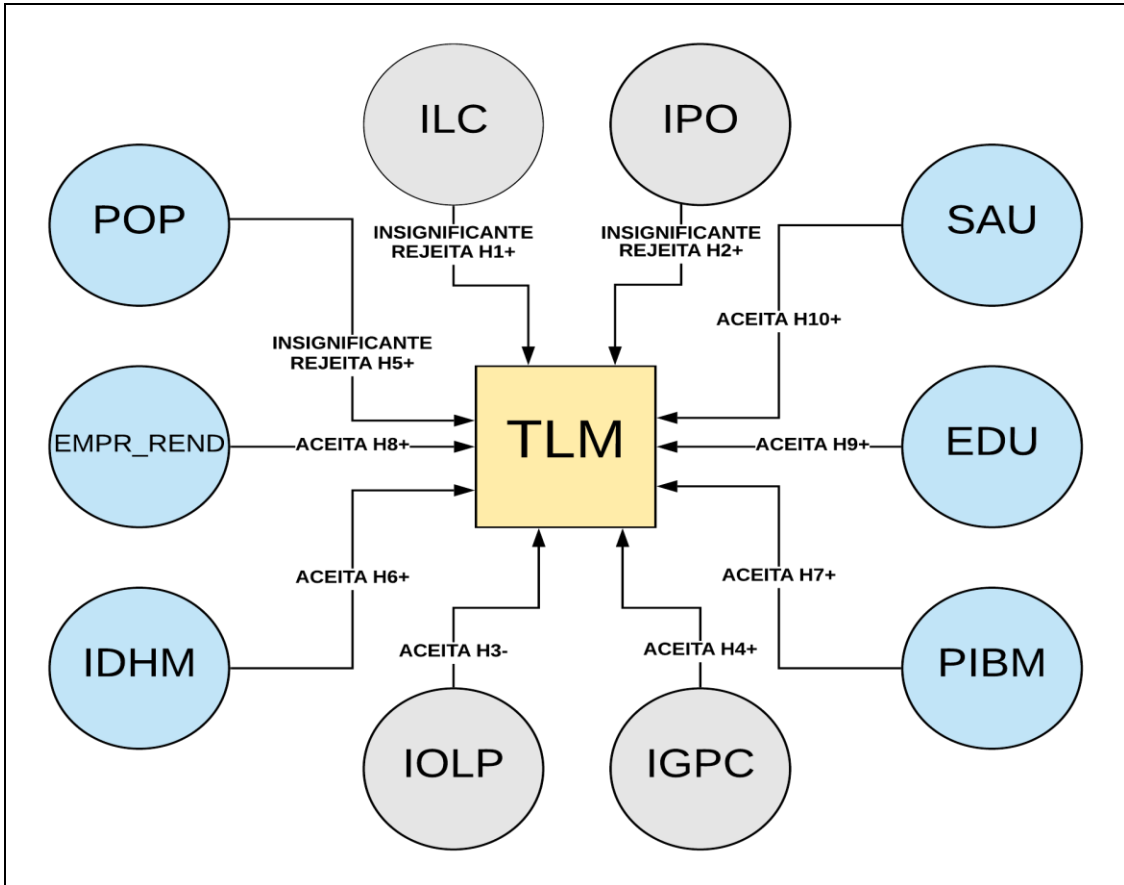 ILC
IPO
POP
SAU
INSIGNIFICANTE
REJEITA H1+
INSIGNIFICANTE
REJEITA H2+
ACEITA H10+
INSIGNIFICANTE
REJEITA H5+
TLM
EMPR_REND
ACEITA H8+
ACEITA H9+
EDU
ACEITA H6+
ACEITA H7+
IDHM
ACEITA H3-
ACEITA H4+
PIBM
IOLP
IGPC